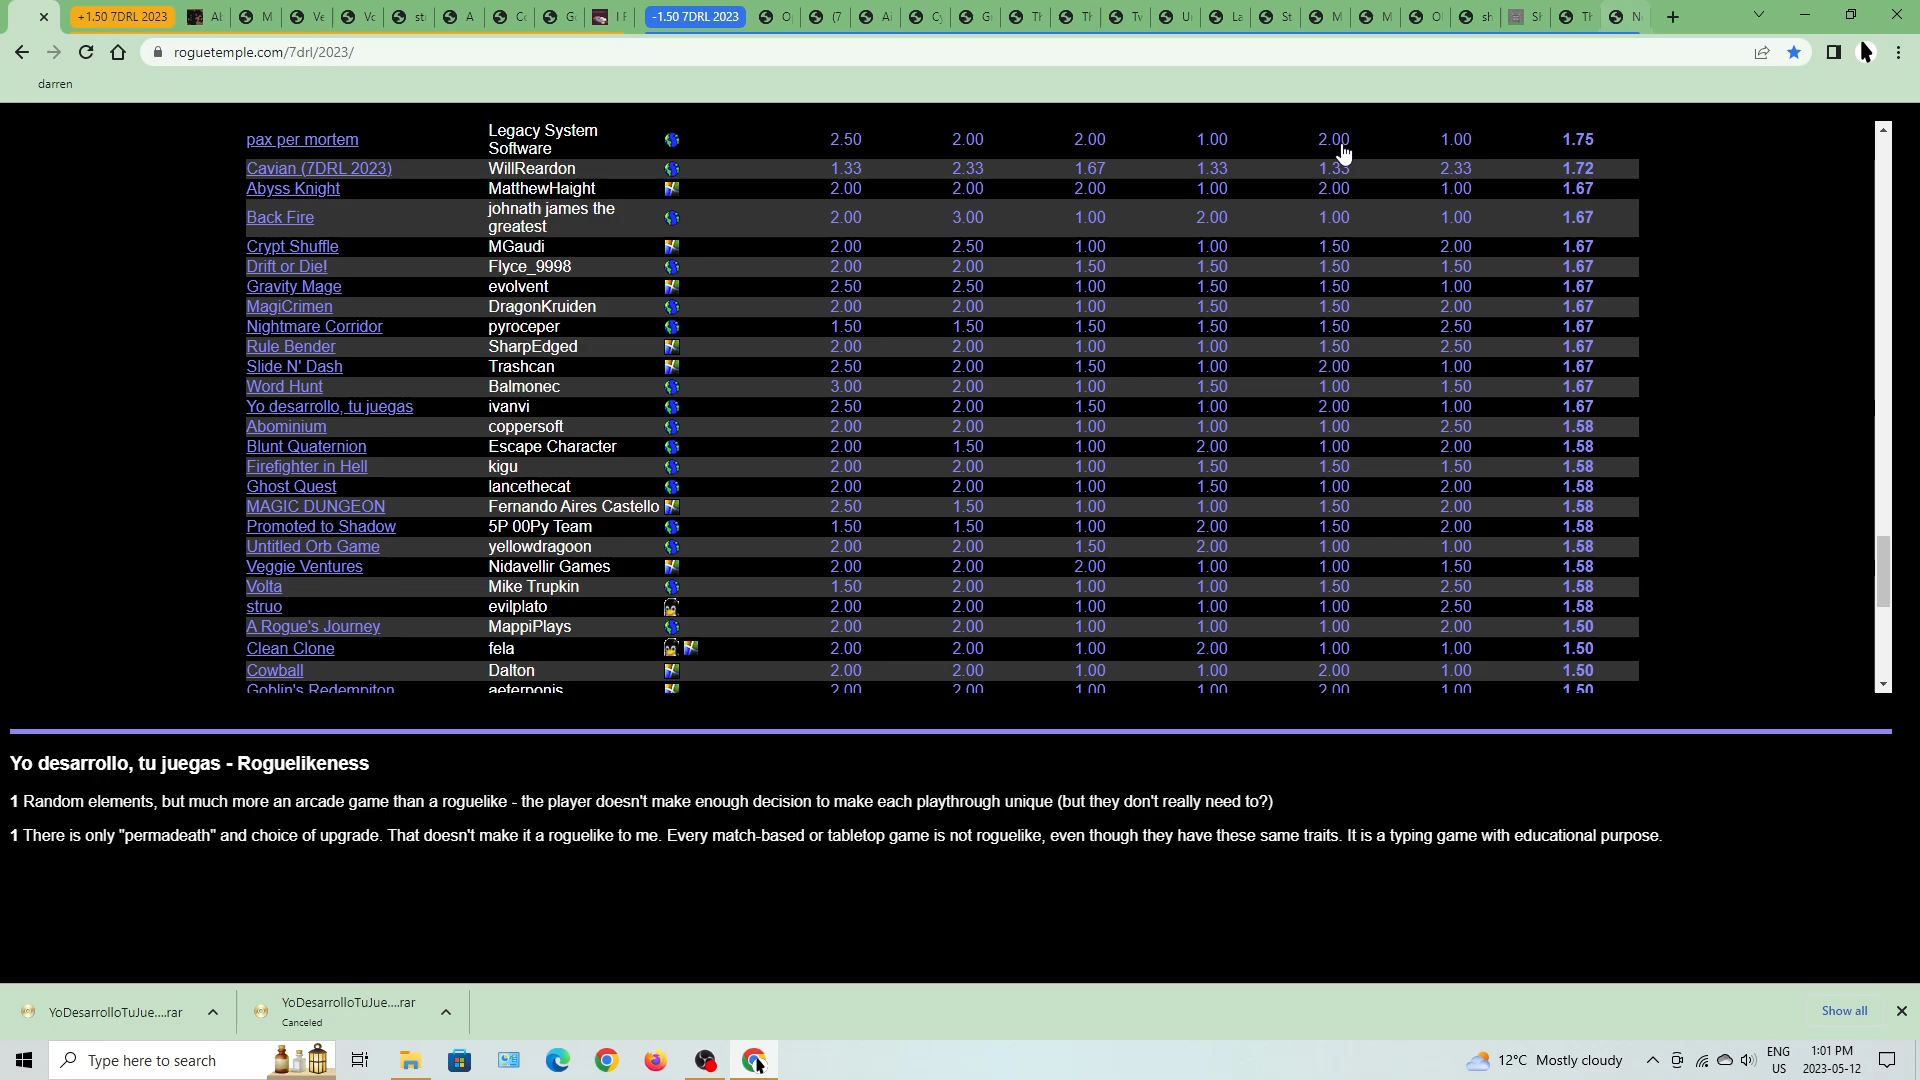 +1.50 7DRL 2023
-1.50 7DRL 2023
roguetemple.com/7drl/2023/
darren
pax per mortem Legacy System Software 2.50 2.00 2.00 1.00 2.00 1.00 1.75
Cavian (7DRL 2023) WillReardon 1.33 2.33 1.67 1.33 1.33 2.33 1.72
Abyss Knight MatthewHaight 2.00 2.00 2.00 1.00 2.00 1.00 1.67
Back Fire johnath james the greatest 2.00 3.00 1.00 2.00 1.00 1.00 1.67
Crypt Shuffle MGaudi 2.00 2.50 1.00 1.00 1.50 2.00 1.67
Drift or Die! Flyce_9998 2.00 2.00 1.50 1.50 1.50 1.50 1.67
Gravity Mage evolvent 2.50 2.50 1.00 1.50 1.50 1.00 1.67
MagiCrimen DragonKruiden 2.00 2.00 1.00 1.50 1.50 2.00 1.67
Nightmare Corridor pyroceper 1.50 1.50 1.50 1.50 1.50 2.50 1.67
Rule Bender SharpEdged 2.00 2.00 1.00 1.00 1.50 2.50 1.67
Slide N' Dash Trashcan 2.50 2.00 1.50 1.00 2.00 1.00 1.67
Word Hunt Balmonec 3.00 2.00 1.00 1.50 1.00 1.50 1.67
Yo desarrollo, tu juegas ivanvi 2.50 2.00 1.50 1.00 2.00 1.00 1.67
Abominium coppersoft 2.00 2.00 1.00 1.00 1.00 2.50 1.58
Blunt Quaternion Escape Character 2.00 1.50 1.00 2.00 1.00 2.00 1.58
Firefighter in Hell kigu 2.00 2.00 1.00 1.50 1.50 1.50 1.58
Ghost Quest lancethecat 2.00 2.00 1.00 1.50 1.00 2.00 1.58
MAGIC DUNGEON Fernando Aires Castello 2.50 1.50 1.00 1.00 1.50 2.00 1.58
Promoted to Shadow 5P 00Py Team 1.50 1.50 1.00 2.00 1.50 2.00 1.58
Untitled Orb Game yellowdragoon 2.00 2.00 1.50 2.00 1.00 1.00 1.58
Veggie Ventures Nidavellir Games 2.00 2.00 2.00 1.00 1.00 1.50 1.58
Volta Mike Trupkin 1.50 2.00 1.00 1.00 1.50 2.50 1.58
struo evilplato 2.00 2.00 1.00 1.00 1.00 2.50 1.58
A Rogue's Journey MappiPlays 2.00 2.00 1.00 1.00 1.00 2.00 1.50
Clean Clone fela 2.00 2.00 1.00 2.00 1.00 1.00 1.50
Cowball Dalton 2.00 2.00 1.00 1.00 2.00 1.00 1.50
Goblin's Redempiton aeterponis 2.00 2.00 1.00 1.00 2.00 1.00 1.50
Yo desarrollo, tu juegas - Roguelikeness
1 Random elements, but much more an arcade game than a roguelike - the player doesn't make enough decision to make each playthrough unique (but they don't really need to?)
1 There is only "permadeath" and choice of upgrade. That doesn't make it a roguelike to me. Every match-based or tabletop game is not roguelike, even though they have these same traits. It is a typing game with educational purpose.
YoDesarrolloTuJue....rar
YoDesarrolloTuJue....rar
Canceled
Show all
Type here to search
12°C Mostly cloudy
ENG
US
1:01 PM
2023-05-12